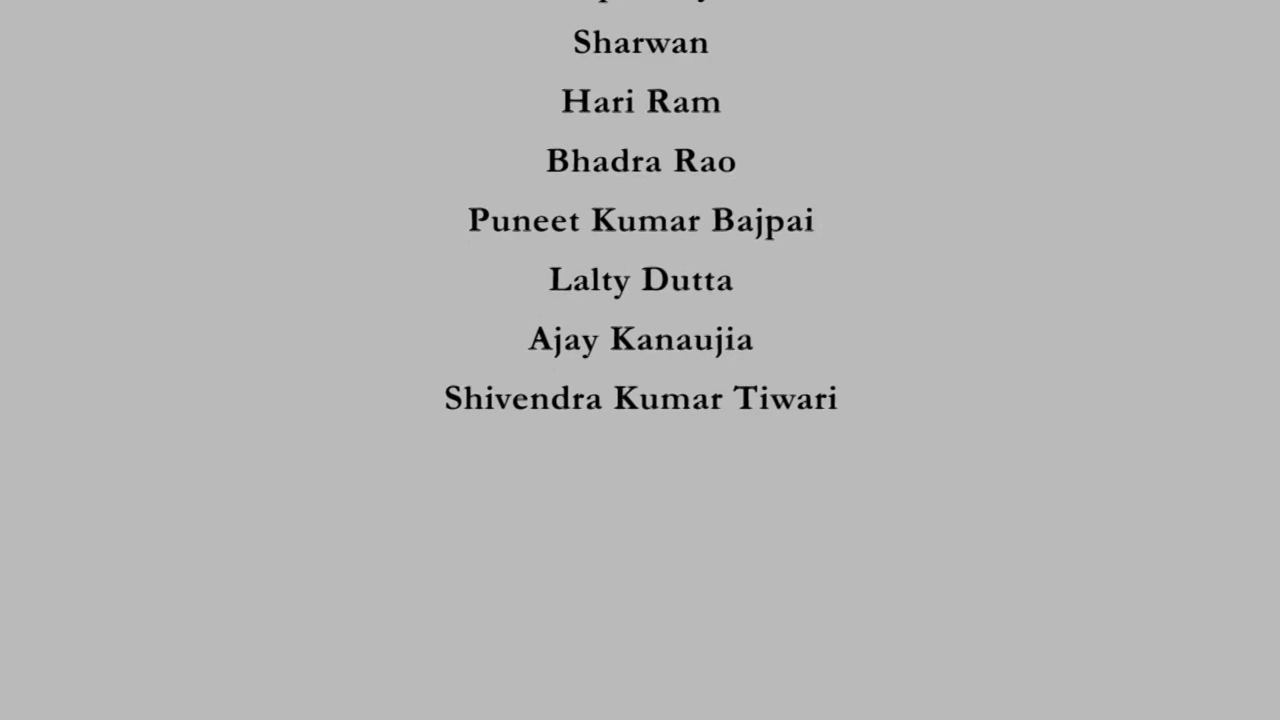 Sharwan
Hari Ram
Bhadra Rao
Puneet Kumar Bajpai
Lalty Dutta
Ajay Kanaujia
Shivendra Kumar Tiwari